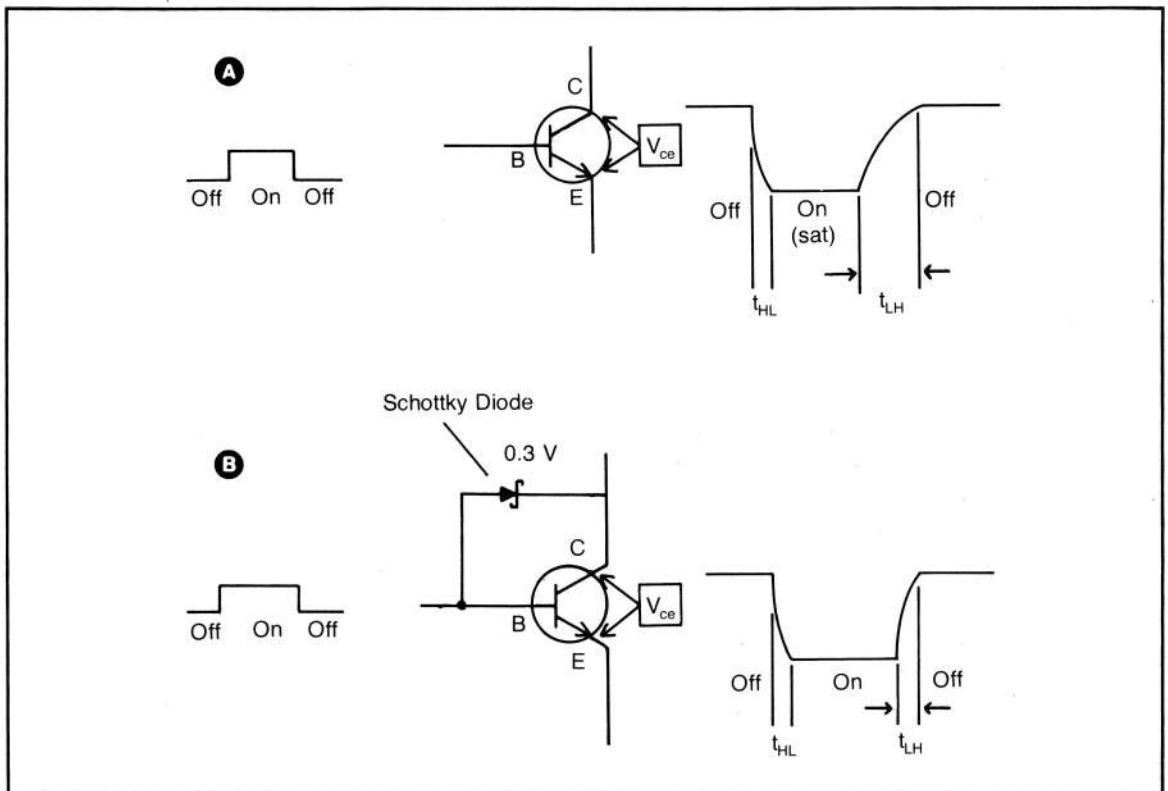 A
C
B
E
V_ce
Off On Off
Off
On
(sat)
Off
t_HL
t_LH
Schottky Diode
0.3 V
B
C
B
E
V_ce
Off On Off
Off
On
Off
t_HL
t_LH